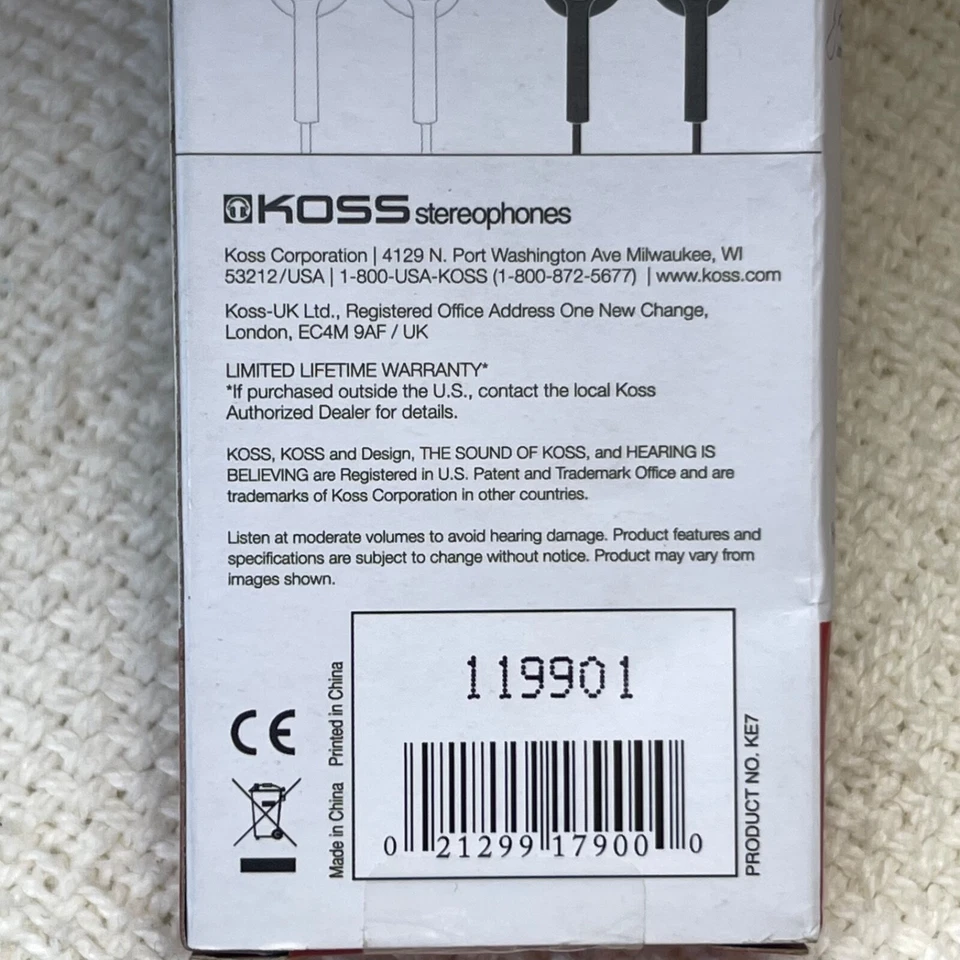 KOSS stereophones
Koss Corporation | 4129 N. Port Washington Ave Milwaukee, WI
53212/USA | 1-800-USA-KOSS (1-800-872-5677) | www.koss.com
Koss-UK Ltd., Registered Office Address One New Change,
London, EC4M 9AF / UK
LIMITED LIFETIME WARRANTY*
*If purchased outside the U.S., contact the local Koss
Authorized Dealer for details.
KOSS, KOSS and Design, THE SOUND OF KOSS, and HEARING IS
BELIEVING are Registered in U.S. Patent and Trademark Office and are
trademarks of Koss Corporation in other countries.
Listen at moderate volumes to avoid hearing damage. Product features and
specifications are subject to change without notice. Product may vary from
images shown.
CE
Made in China Printed in China
119901
0 21299 17900 0
PRODUCT NO. KE7